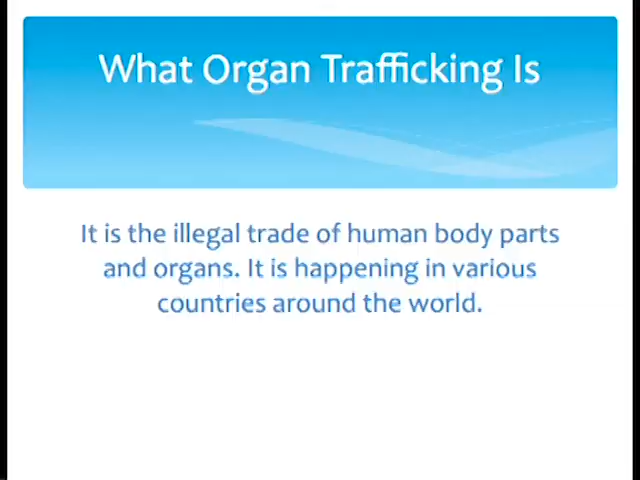 What Organ Trafficking Is
It is the illegal trade of human body parts
and organs. It is happening in various
countries around the world.